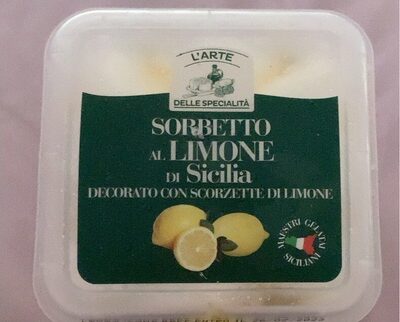 L'ARTE
DELLE SPECIALITÀ
SORBETTO
AL LIMONE
DI Sicilia
DECORATO CON SCORZETTE DI LIMONE
MAESTRI GELATAI
SICILIANI